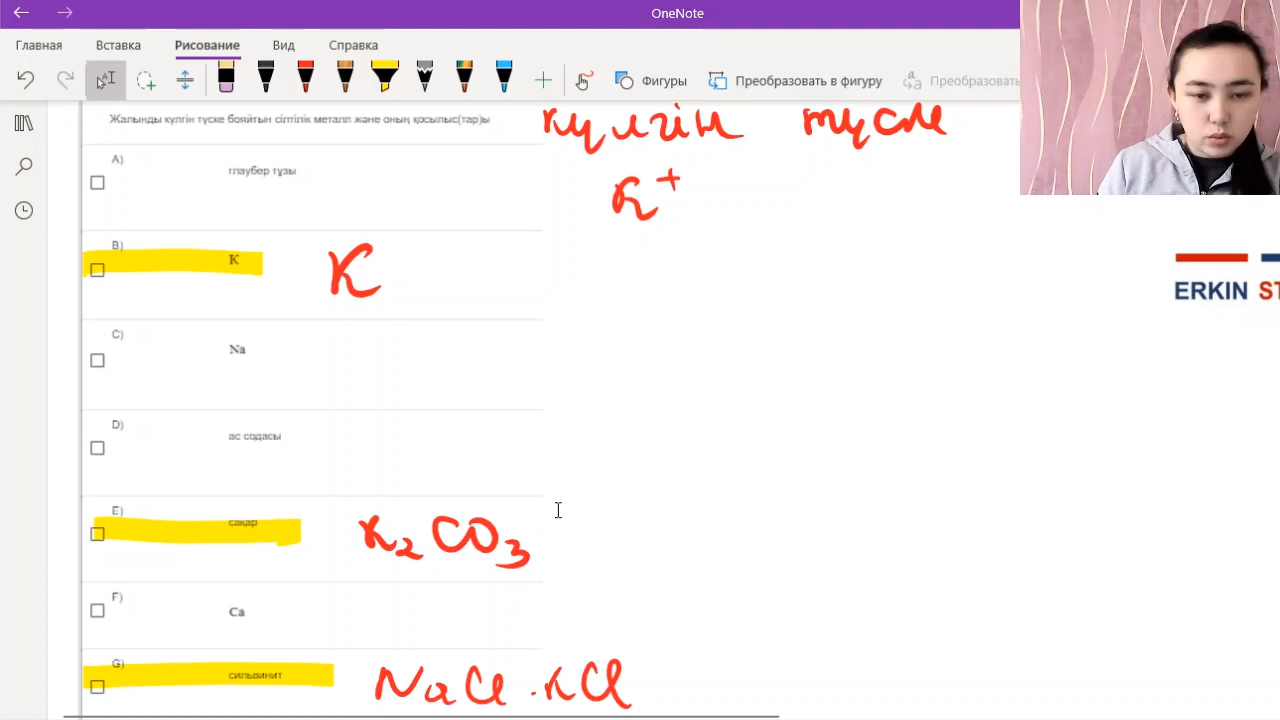 OneNote
Главная Вставка Рисование Вид Справка
Фигуры Преобразовать в фигуру Преобразовать
Жалынды күлгін түске бояйтын сілтілік металл және оның қосылыс(тар)ы
күлгін түсле
K+
A)
глаубер тұзы
B)
K
K
ERKIN ST
C)
Na
D)
ас содасы
E)
сақар
K2CO3
F)
Ca
G)
сильвинит
NaCl · KCl